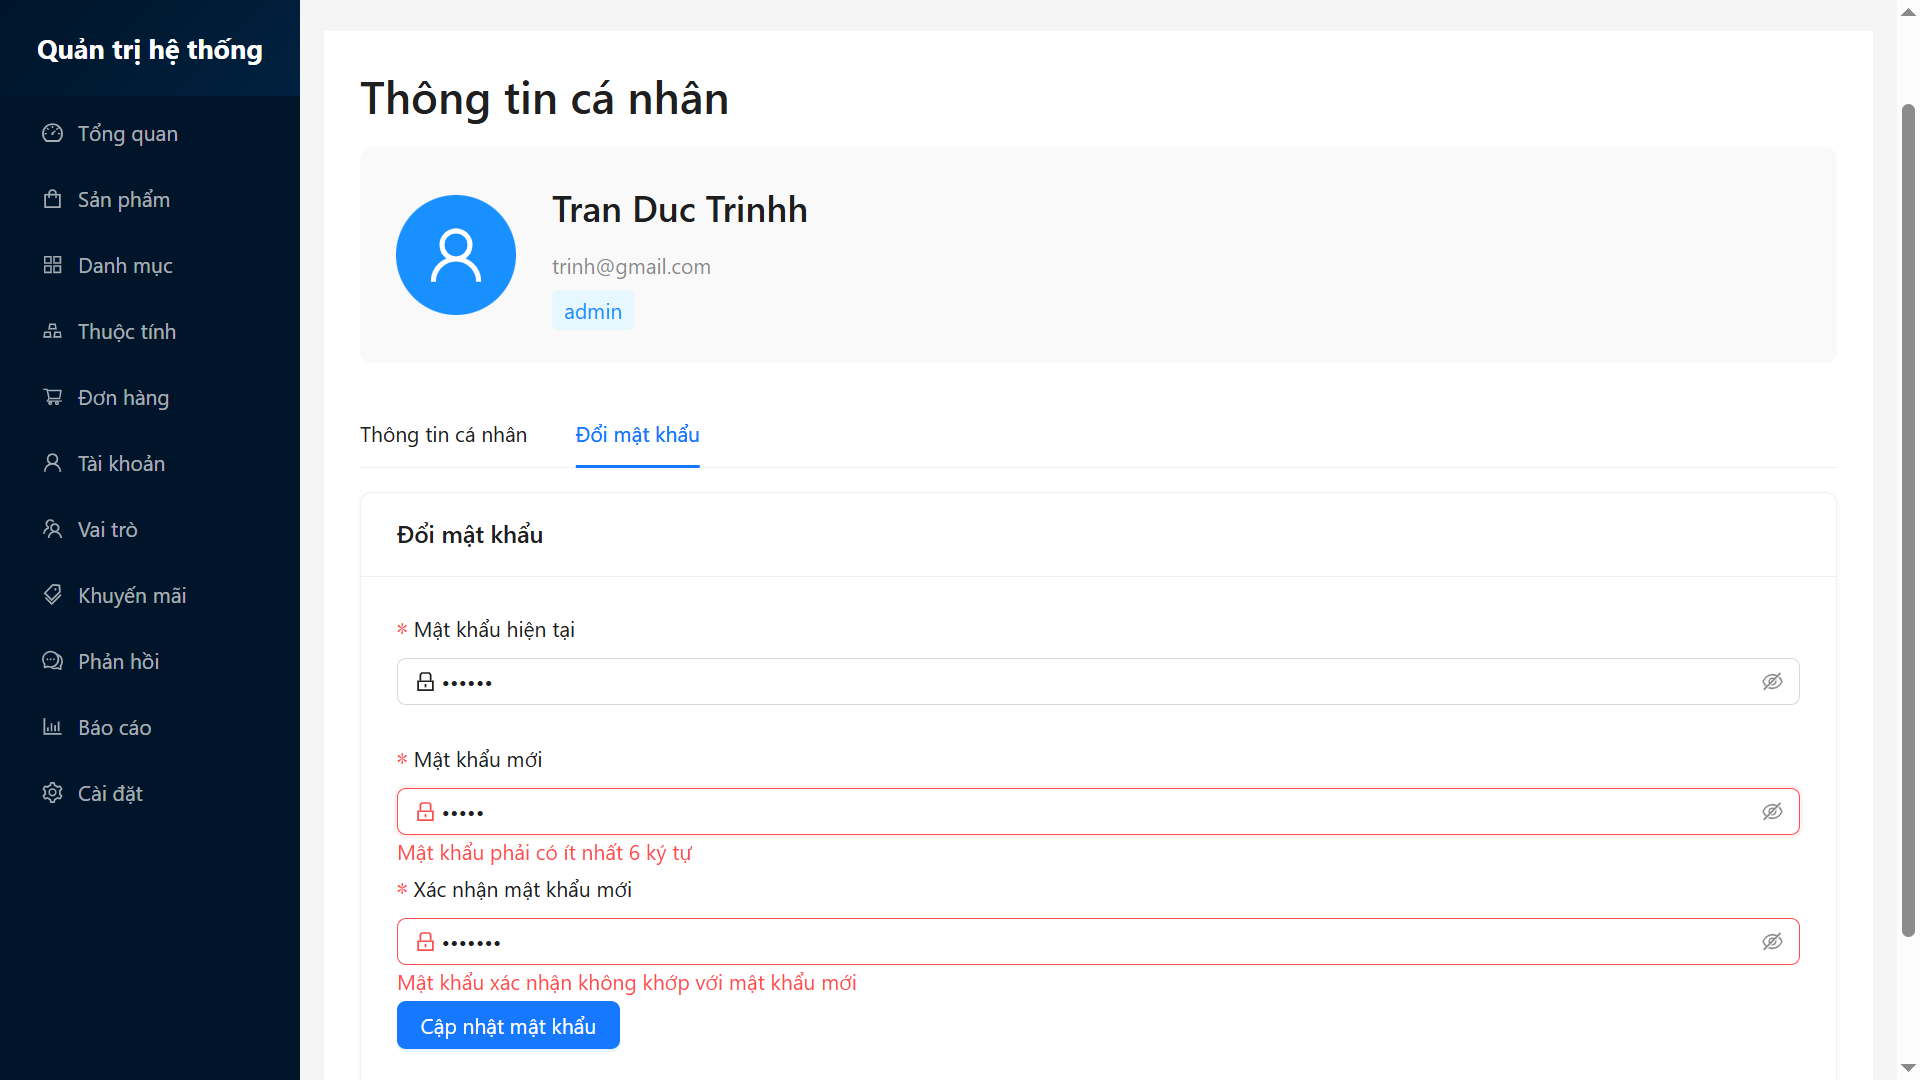 Quản trị hệ thống
Tổng quan
Sản phẩm
Danh mục
Thuộc tính
Đơn hàng
Tài khoản
Vai trò
Khuyến mãi
Phản hồi
Báo cáo
Cài đặt
Thông tin cá nhân
Tran Duc Trinhh
trinh@gmail.com
admin
Thông tin cá nhân
Đổi mật khẩu
Đổi mật khẩu
* Mật khẩu hiện tại
••••••
* Mật khẩu mới
•••••
Mật khẩu phải có ít nhất 6 ký tự
* Xác nhận mật khẩu mới
•••••••
Mật khẩu xác nhận không khớp với mật khẩu mới
Cập nhật mật khẩu